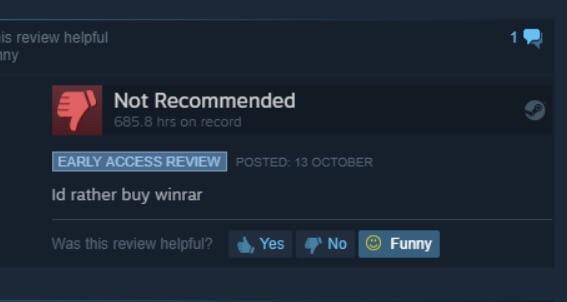 is review helpful
1
nny
Not Recommended
685.8 hrs on record
EARLY ACCESS REVIEW POSTED: 13 OCTOBER
Id rather buy winrar
Was this review helpful? Yes No Funny